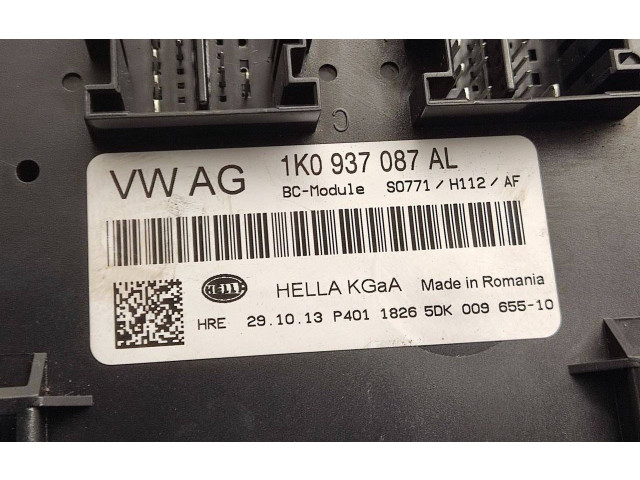 C
VW AG 1K0 937 087 AL
BC-Module S0771 / H112 / AF
HELLA HELLA KGaA Made in Romania
HRE 29.10.13 P401 1826 5DK 009 655-10